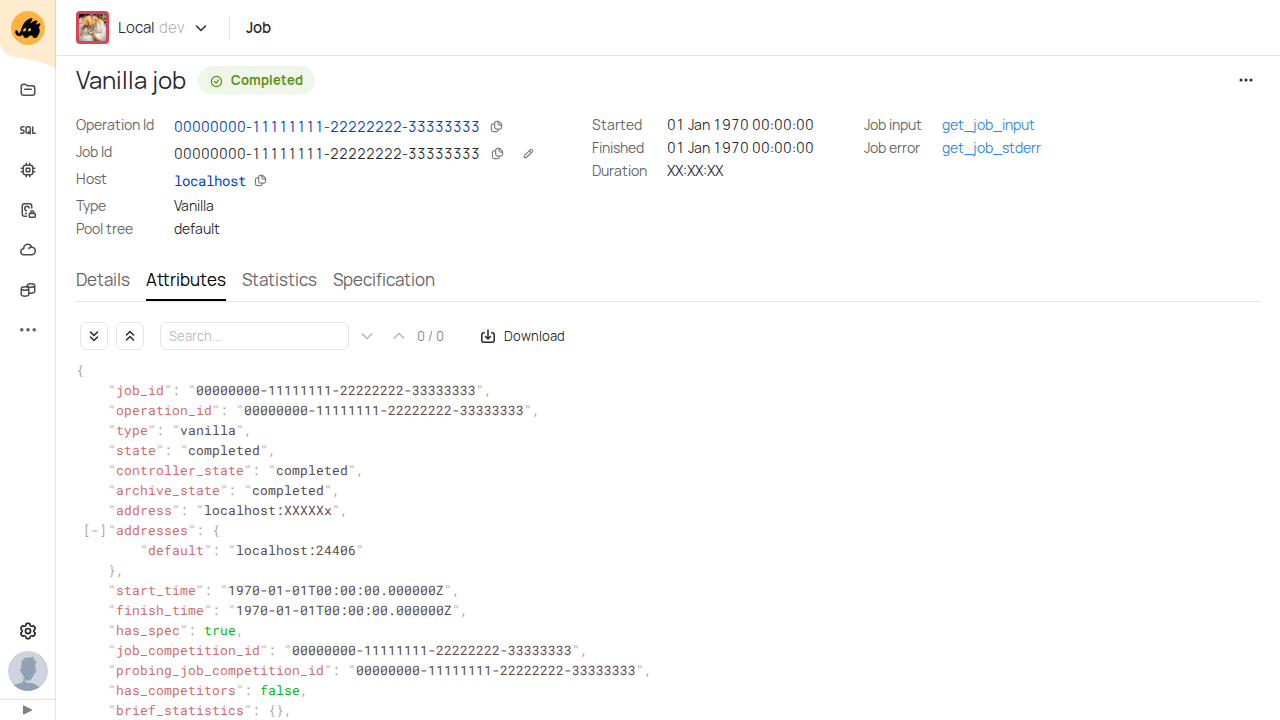 Local dev
Job
Vanilla job
Completed
Operation Id 00000000-11111111-22222222-33333333
Job Id 00000000-11111111-22222222-33333333
Host localhost
Type Vanilla
Pool tree default
Started 01 Jan 1970 00:00:00
Finished 01 Jan 1970 00:00:00
Duration XX:XX:XX
Job input get_job_input
Job error get_job_stderr
SQL
Details Attributes Statistics Specification
Search... 0 / 0 Download
{
"job_id": "00000000-11111111-22222222-33333333",
"operation_id": "00000000-11111111-22222222-33333333",
"type": "vanilla",
"state": "completed",
"controller_state": "completed",
"archive_state": "completed",
"address": "localhost:XXXXXx",
[-]"addresses": {
"default": "localhost:24406"
},
"start_time": "1970-01-01T00:00:00.000000Z",
"finish_time": "1970-01-01T00:00:00.000000Z",
"has_spec": true,
"job_competition_id": "00000000-11111111-22222222-33333333",
"probing_job_competition_id": "00000000-11111111-22222222-33333333",
"has_competitors": false,
"brief_statistics": {},